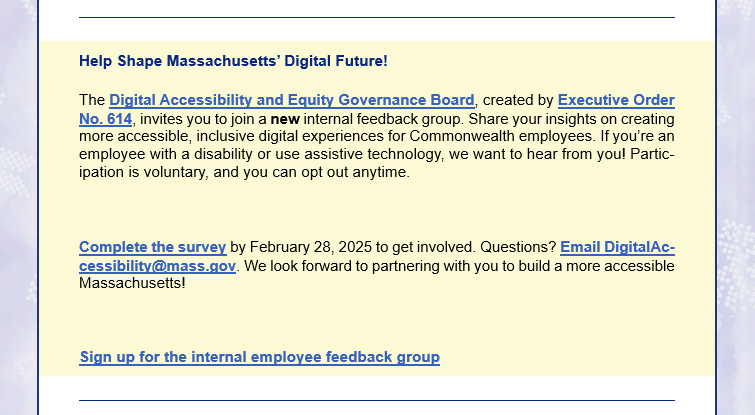 Help Shape Massachusetts’ Digital Future!
The Digital Accessibility and Equity Governance Board, created by Executive Order
No. 614, invites you to join a new internal feedback group. Share your insights on creating
more accessible, inclusive digital experiences for Commonwealth employees. If you’re an
employee with a disability or use assistive technology, we want to hear from you! Partic-
ipation is voluntary, and you can opt out anytime.
Complete the survey by February 28, 2025 to get involved. Questions? Email DigitalAc-
cessibility@mass.gov. We look forward to partnering with you to build a more accessible
Massachusetts!
Sign up for the internal employee feedback group